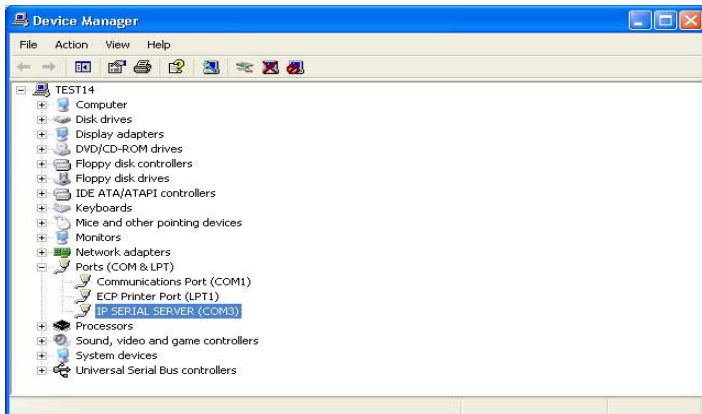 Device Manager
File Action View Help
TEST14
Computer
Disk drives
Display adapters
DVD/CD-ROM drives
Floppy disk controllers
Floppy disk drives
IDE ATA/ATAPI controllers
Keyboards
Mice and other pointing devices
Monitors
Network adapters
Ports (COM & LPT)
Communications Port (COM1)
ECP Printer Port (LPT1)
IP SERIAL SERVER (COM3)
Processors
Sound, video and game controllers
System devices
Universal Serial Bus controllers